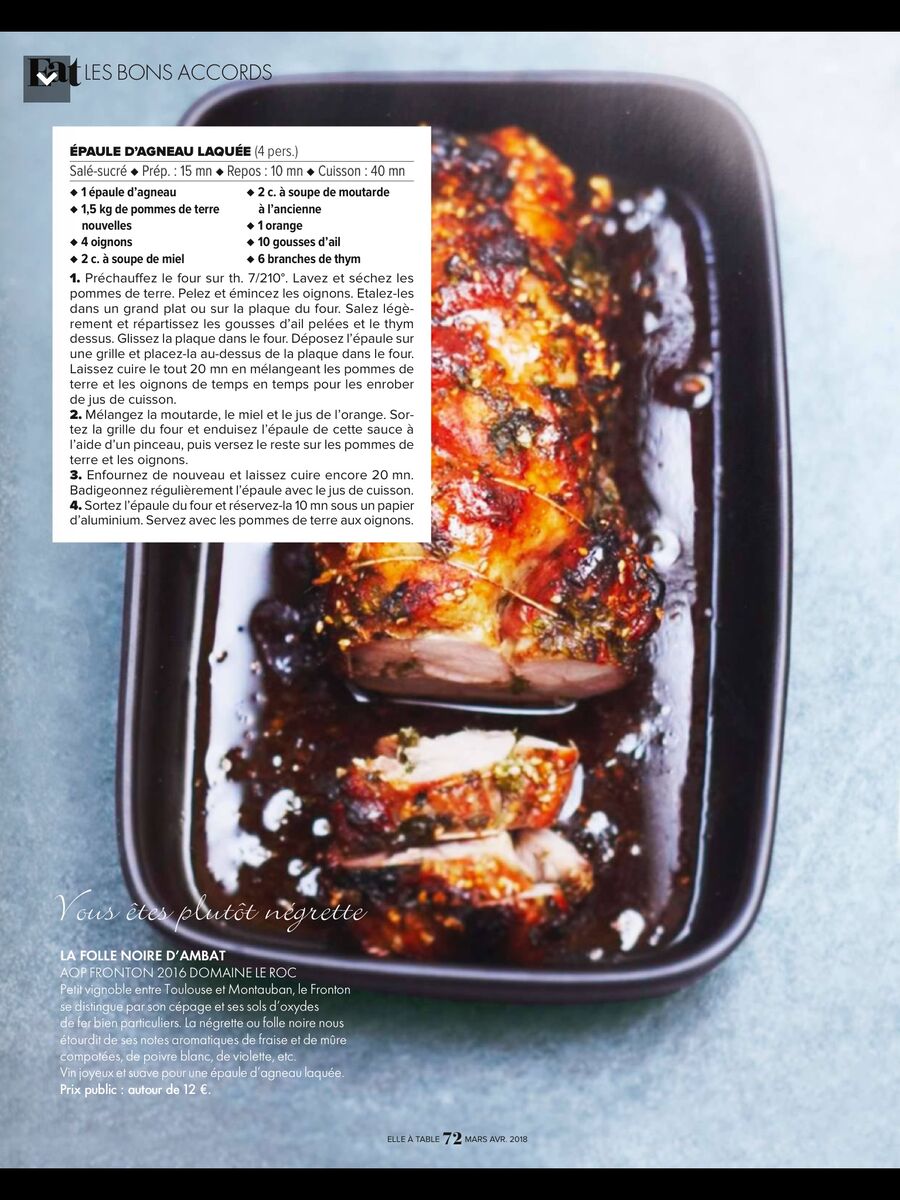 Eat LES BONS ACCORDS
ÉPAULE D'AGNEAU LAQUÉE (4 pers.)
Salé-sucré ◆ Prép. : 15 mn ◆ Repos : 10 mn ◆ Cuisson : 40 mn
◆ 1 épaule d'agneau
◆ 1,5 kg de pommes de terre
nouvelles
◆ 4 oignons
◆ 2 c. à soupe de miel
◆ 2 c. à soupe de moutarde
à l'ancienne
◆ 1 orange
◆ 10 gousses d'ail
◆ 6 branches de thym
1. Préchauffez le four sur th. 7/210°. Lavez et séchez les
pommes de terre. Pelez et émincez les oignons. Etalez-les
dans un grand plat ou sur la plaque du four. Salez légè-
rement et répartissez les gousses d'ail pelées et le thym
dessus. Glissez la plaque dans le four. Déposez l'épaule sur
une grille et placez-la au-dessus de la plaque dans le four.
Laissez cuire le tout 20 mn en mélangeant les pommes de
terre et les oignons de temps en temps pour les enrober
de jus de cuisson.
2. Mélangez la moutarde, le miel et le jus de l'orange. Sor-
tez la grille du four et enduisez l'épaule de cette sauce à
l'aide d'un pinceau, puis versez le reste sur les pommes de
terre et les oignons.
3. Enfournez de nouveau et laissez cuire encore 20 mn.
Badigeonnez régulièrement l'épaule avec le jus de cuisson.
4. Sortez l'épaule du four et réservez-la 10 mn sous un papier
d'aluminium. Servez avec les pommes de terre aux oignons.
Vous êtes plutôt négrette
LA FOLLE NOIRE D'AMBAT
AOP FRONTON 2016 DOMAINE LE ROC
Petit vignoble entre Toulouse et Montauban, le Fronton
se distingue par son cépage et ses sols d'oxydes
de fer bien particuliers. La négrette ou folle noire nous
étourdit de ses notes aromatiques de fraise et de mûre
compotées, de poivre blanc, de violette, etc.
Vin joyeux et suave pour une épaule d'agneau laquée.
Prix public : autour de 12 €.
ELLE À TABLE 72 MARS AVR. 2018